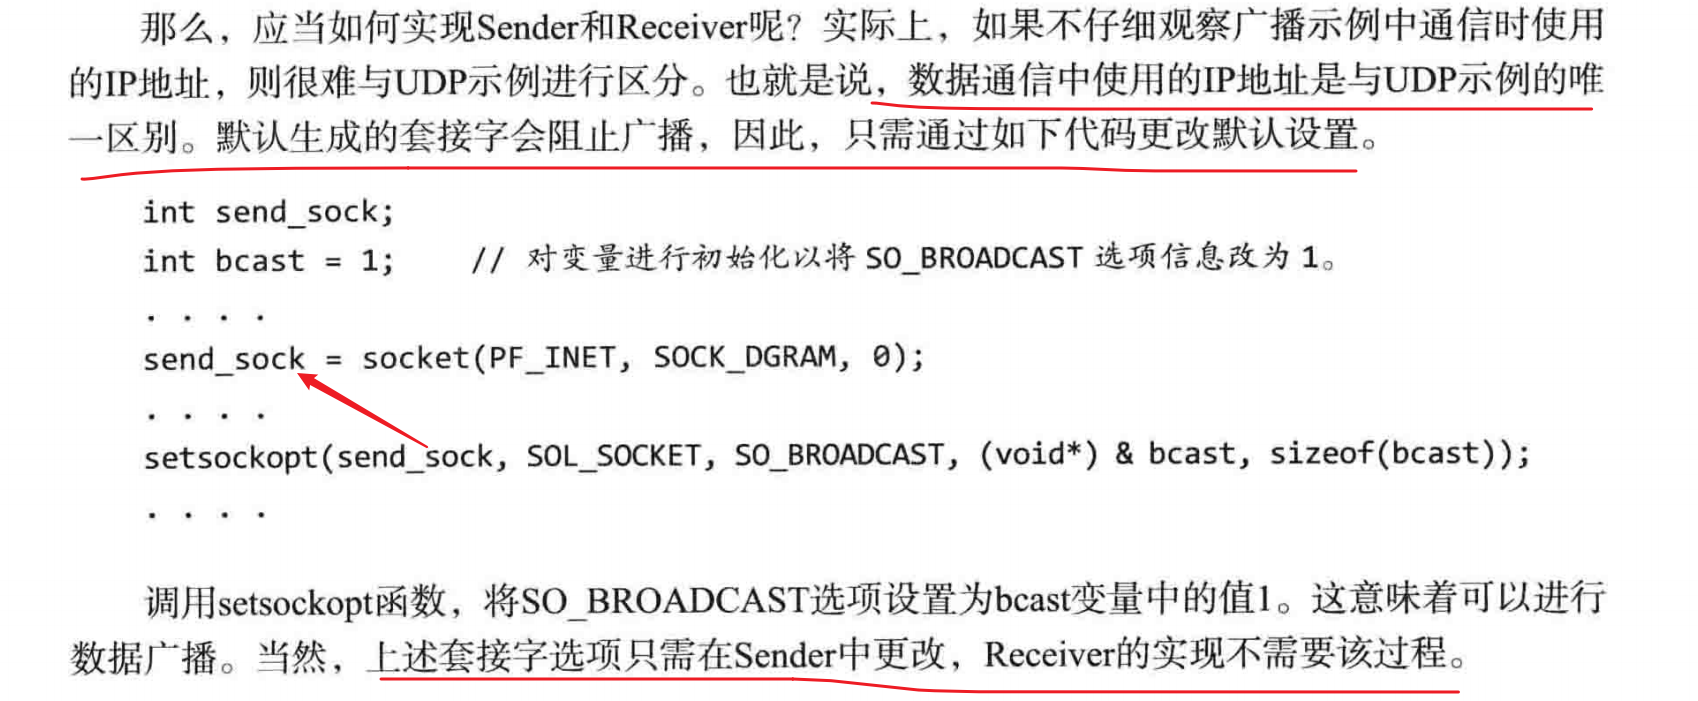 那么，应当如何实现Sender和Receiver呢？实际上，如果不仔细观察广播示例中通信时使用
的IP地址，则很难与UDP示例进行区分。也就是说，数据通信中使用的IP地址是与UDP示例的唯
一区别。默认生成的套接字会阻止广播，因此，只需通过如下代码更改默认设置。
int send_sock;
int bcast = 1;    // 对变量进行初始化以将 SO_BROADCAST 选项信息改为 1。
. . . .
send_sock = socket(PF_INET, SOCK_DGRAM, 0);
. . . .
setsockopt(send_sock, SOL_SOCKET, SO_BROADCAST, (void*) & bcast, sizeof(bcast));
. . . .
调用setsockopt函数，将SO_BROADCAST选项设置为bcast变量中的值1。这意味着可以进行
数据广播。当然，上述套接字选项只需在Sender中更改，Receiver的实现不需要该过程。